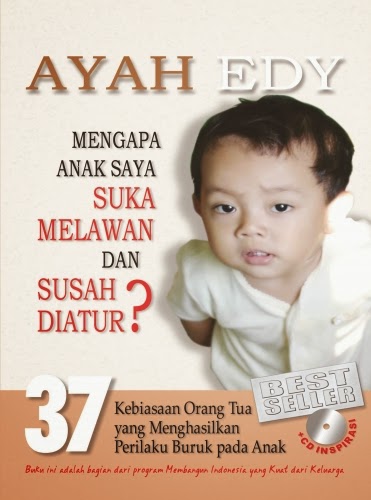 AYAH EDY
MENGAPA
ANAK SAYA
SUKA
MELAWAN
DAN
SUSAH
DIATUR?
37
Kebiasaan Orang Tua
yang Menghasilkan
Perilaku Buruk pada Anak
BEST
SELLER
+CD INSPIRASI
Buku ini adalah bagian dari program Membangun Indonesia yang Kuat dari Keluarga